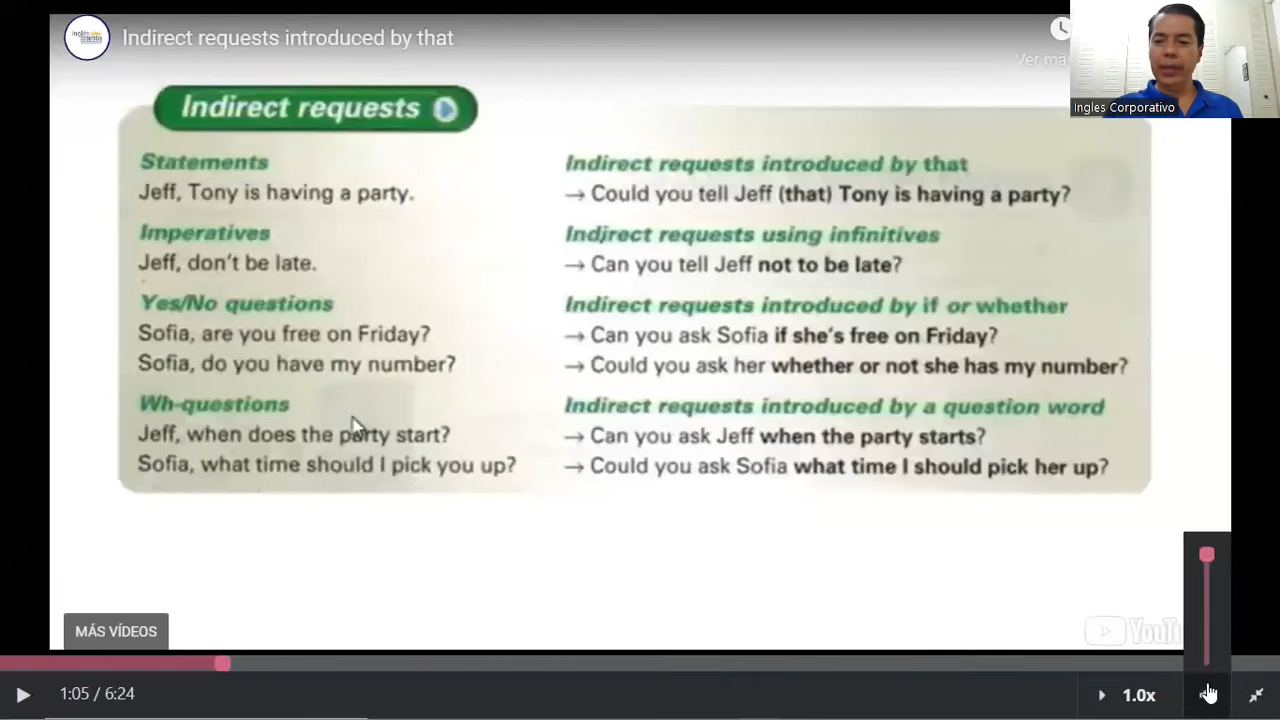 Indirect requests introduced by that
Ver má
Ingles Corporativo
Indirect requests
Statements
Jeff, Tony is having a party.
Indirect requests introduced by that
→ Could you tell Jeff (that) Tony is having a party?
Imperatives
Jeff, don't be late.
Indirect requests using infinitives
→ Can you tell Jeff not to be late?
Yes/No questions
Sofia, are you free on Friday?
Sofia, do you have my number?
Indirect requests introduced by if or whether
→ Can you ask Sofia if she's free on Friday?
→ Could you ask her whether or not she has my number?
Wh-questions
Jeff, when does the party start?
Sofia, what time should I pick you up?
Indirect requests introduced by a question word
→ Can you ask Jeff when the party starts?
→ Could you ask Sofia what time I should pick her up?
MÁS VÍDEOS
YouT
1:05 / 6:24
1.0x